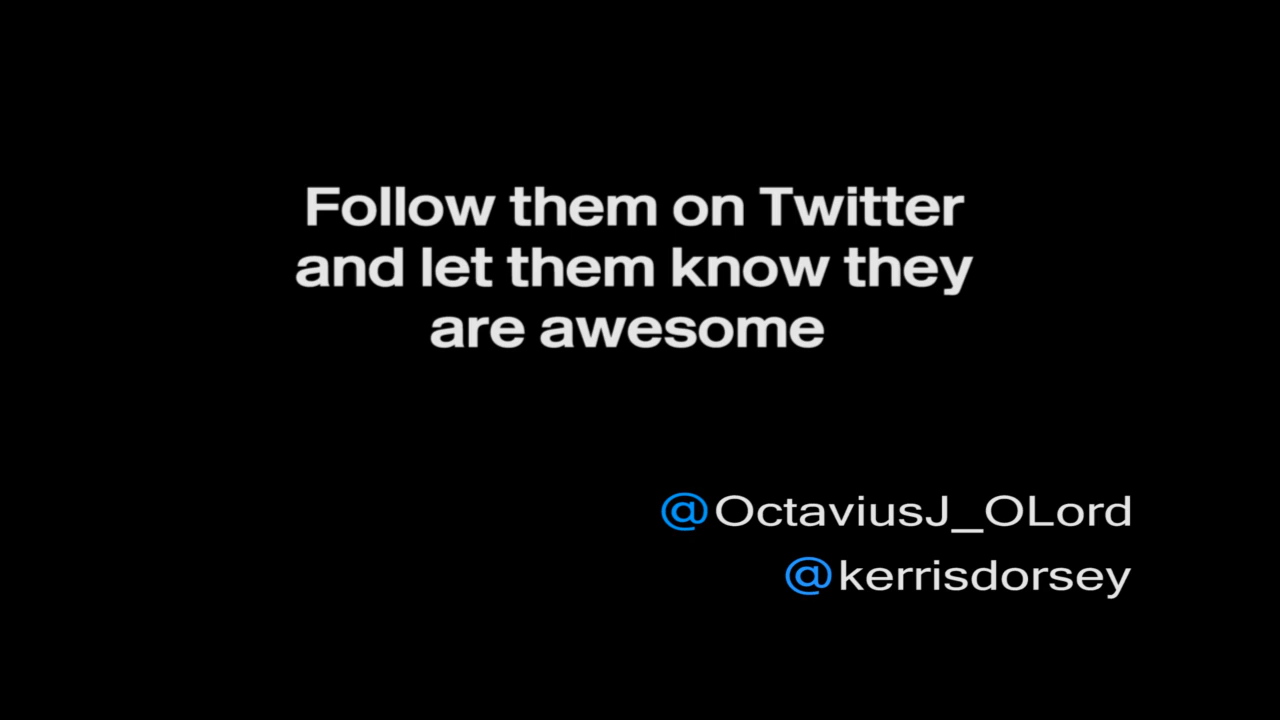 Follow them on Twitter
and let them know they
are awesome
@OctaviusJ_OLord
@kerrisdorsey